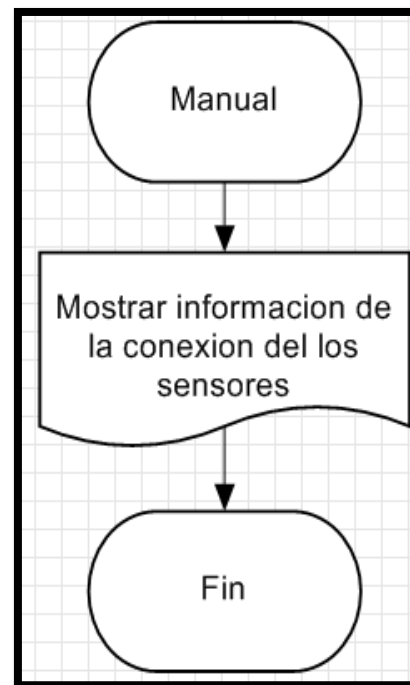 Manual
Mostrar informacion de
la conexion del los
sensores
Fin